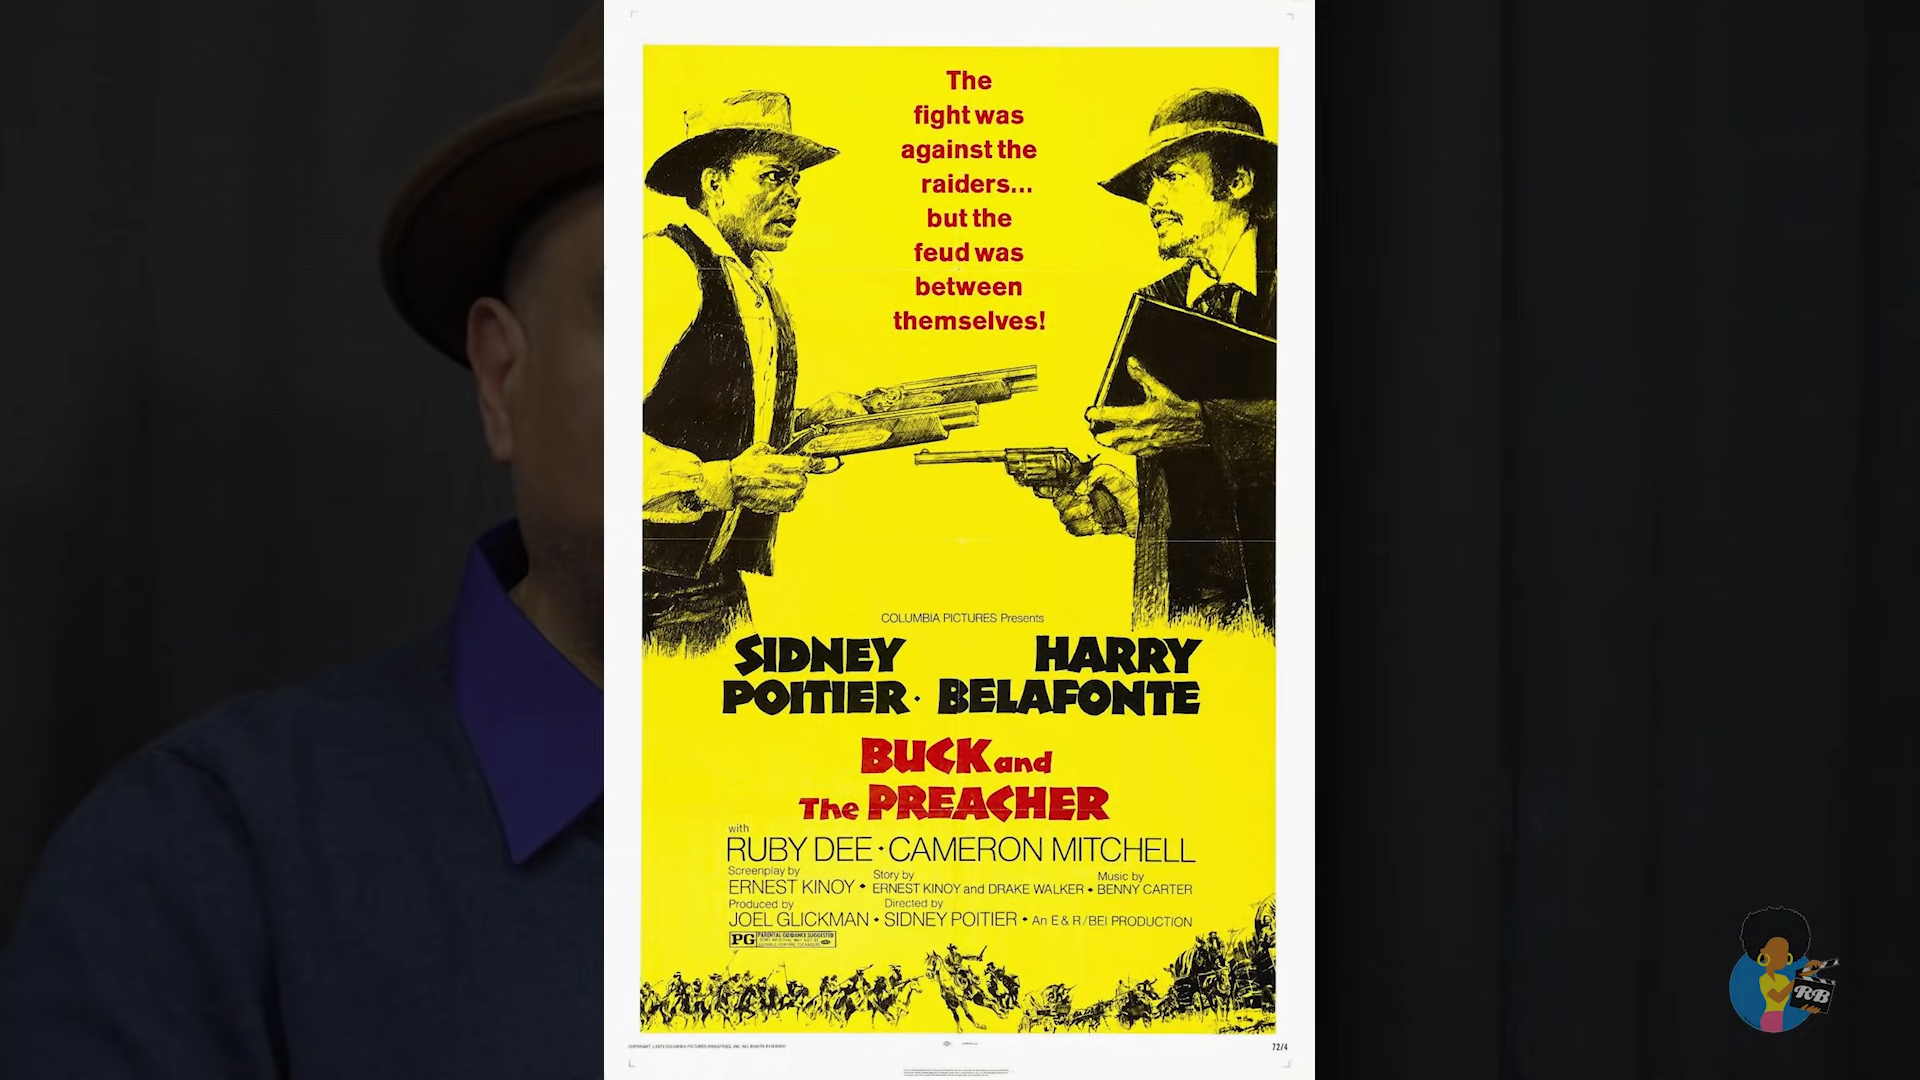 The
fight was
against the
raiders...
but the
feud was
between
themselves!
COLUMBIA PICTURES Presents
SIDNEY HARRY
POITIER · BELAFONTE
BUCK and
The PREACHER
with
RUBY DEE • CAMERON MITCHELL
Screenplay by Story by Music by
ERNEST KINOY • ERNEST KINOY and DRAKE WALKER • BENNY CARTER
Produced by Directed by
JOEL GLICKMAN • SIDNEY POITIER • An E & R/BEI PRODUCTION
PG PARENTAL GUIDANCE SUGGESTED
72/4
RB